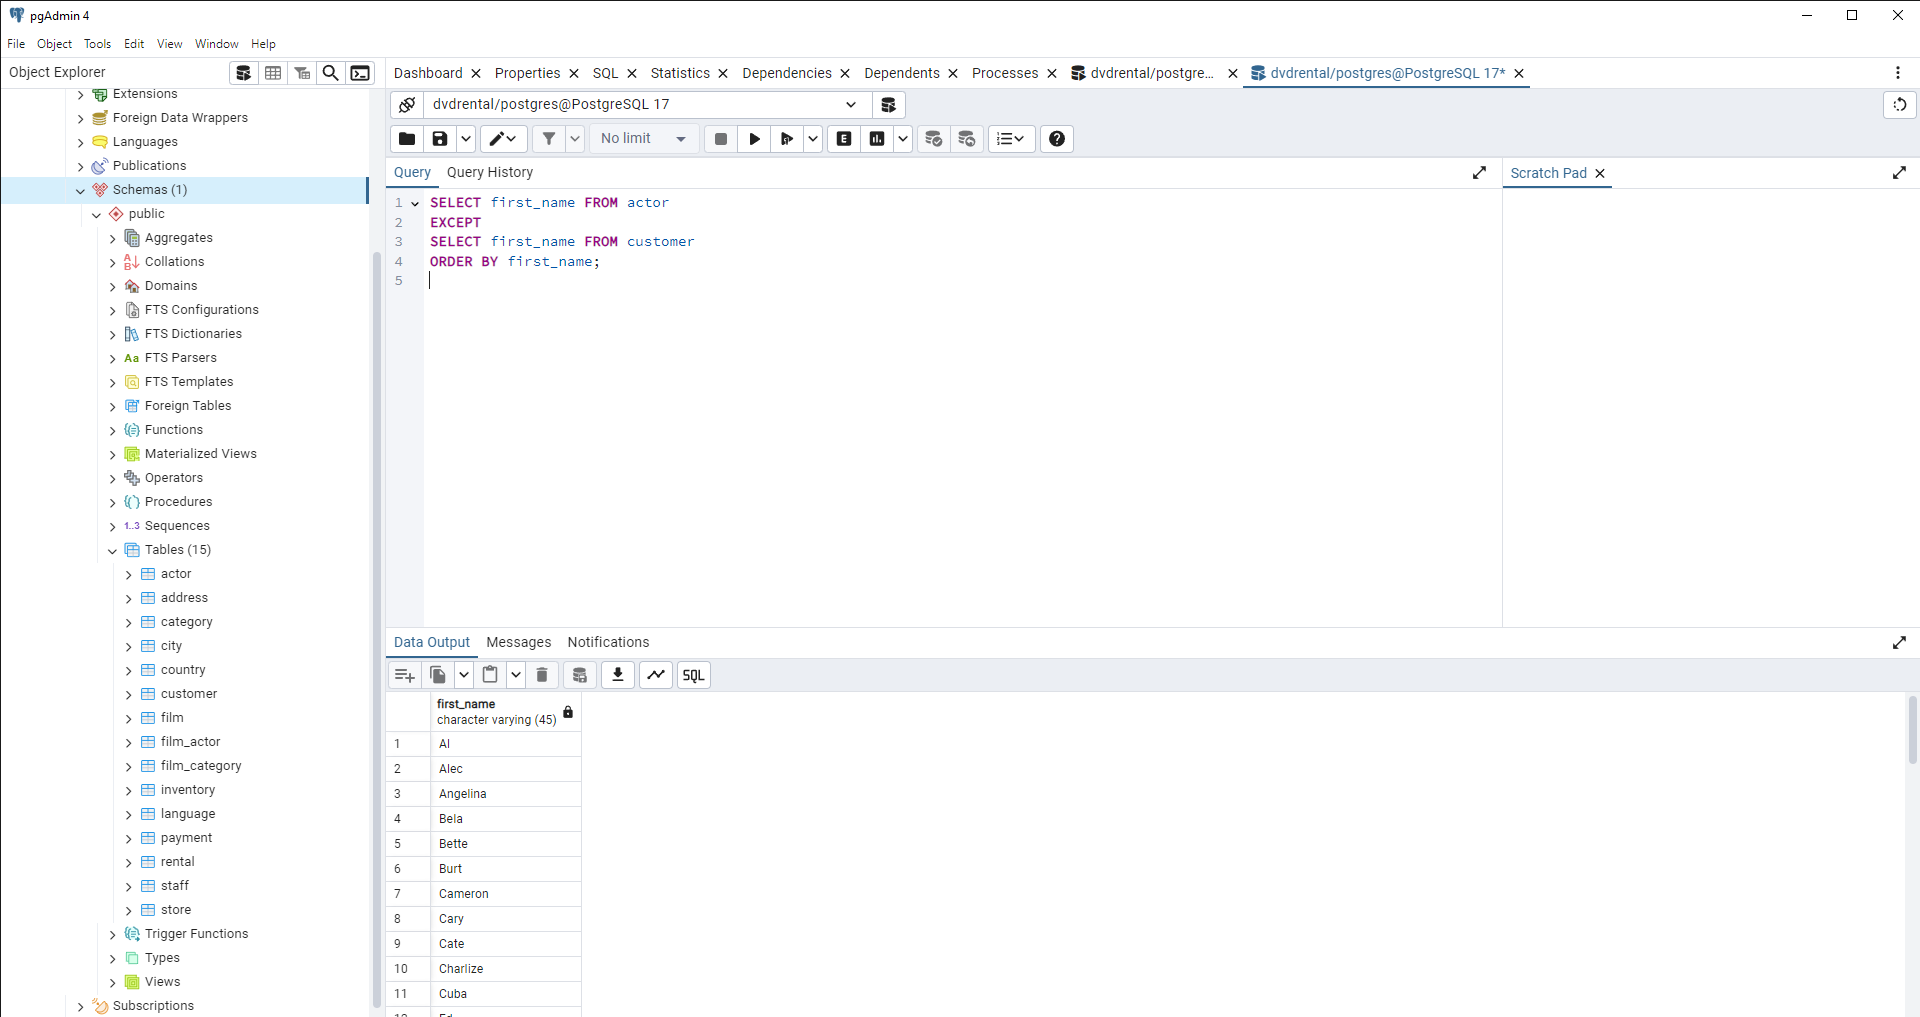 pgAdmin 4
File Object Tools Edit View Window Help
Object Explorer
Extensions
Foreign Data Wrappers
Languages
Publications
Schemas (1)
public
Aggregates
Collations
Domains
FTS Configurations
FTS Dictionaries
Aa FTS Parsers
FTS Templates
Foreign Tables
Functions
Materialized Views
Operators
Procedures
1..3 Sequences
Tables (15)
actor
address
category
city
country
customer
film
film_actor
film_category
inventory
language
payment
rental
staff
store
Trigger Functions
Types
Views
Subscriptions
Dashboard Properties SQL Statistics Dependencies Dependents Processes dvdrental/postgre... dvdrental/postgres@PostgreSQL 17*
dvdrental/postgres@PostgreSQL 17
No limit E
Query Query History
Scratch Pad
1 SELECT first_name FROM actor
2 EXCEPT
3 SELECT first_name FROM customer
4 ORDER BY first_name;
5
Data Output Messages Notifications
SQL
first_name
character varying (45)
1 Al
2 Alec
3 Angelina
4 Bela
5 Bette
6 Burt
7 Cameron
8 Cary
9 Cate
10 Charlize
11 Cuba